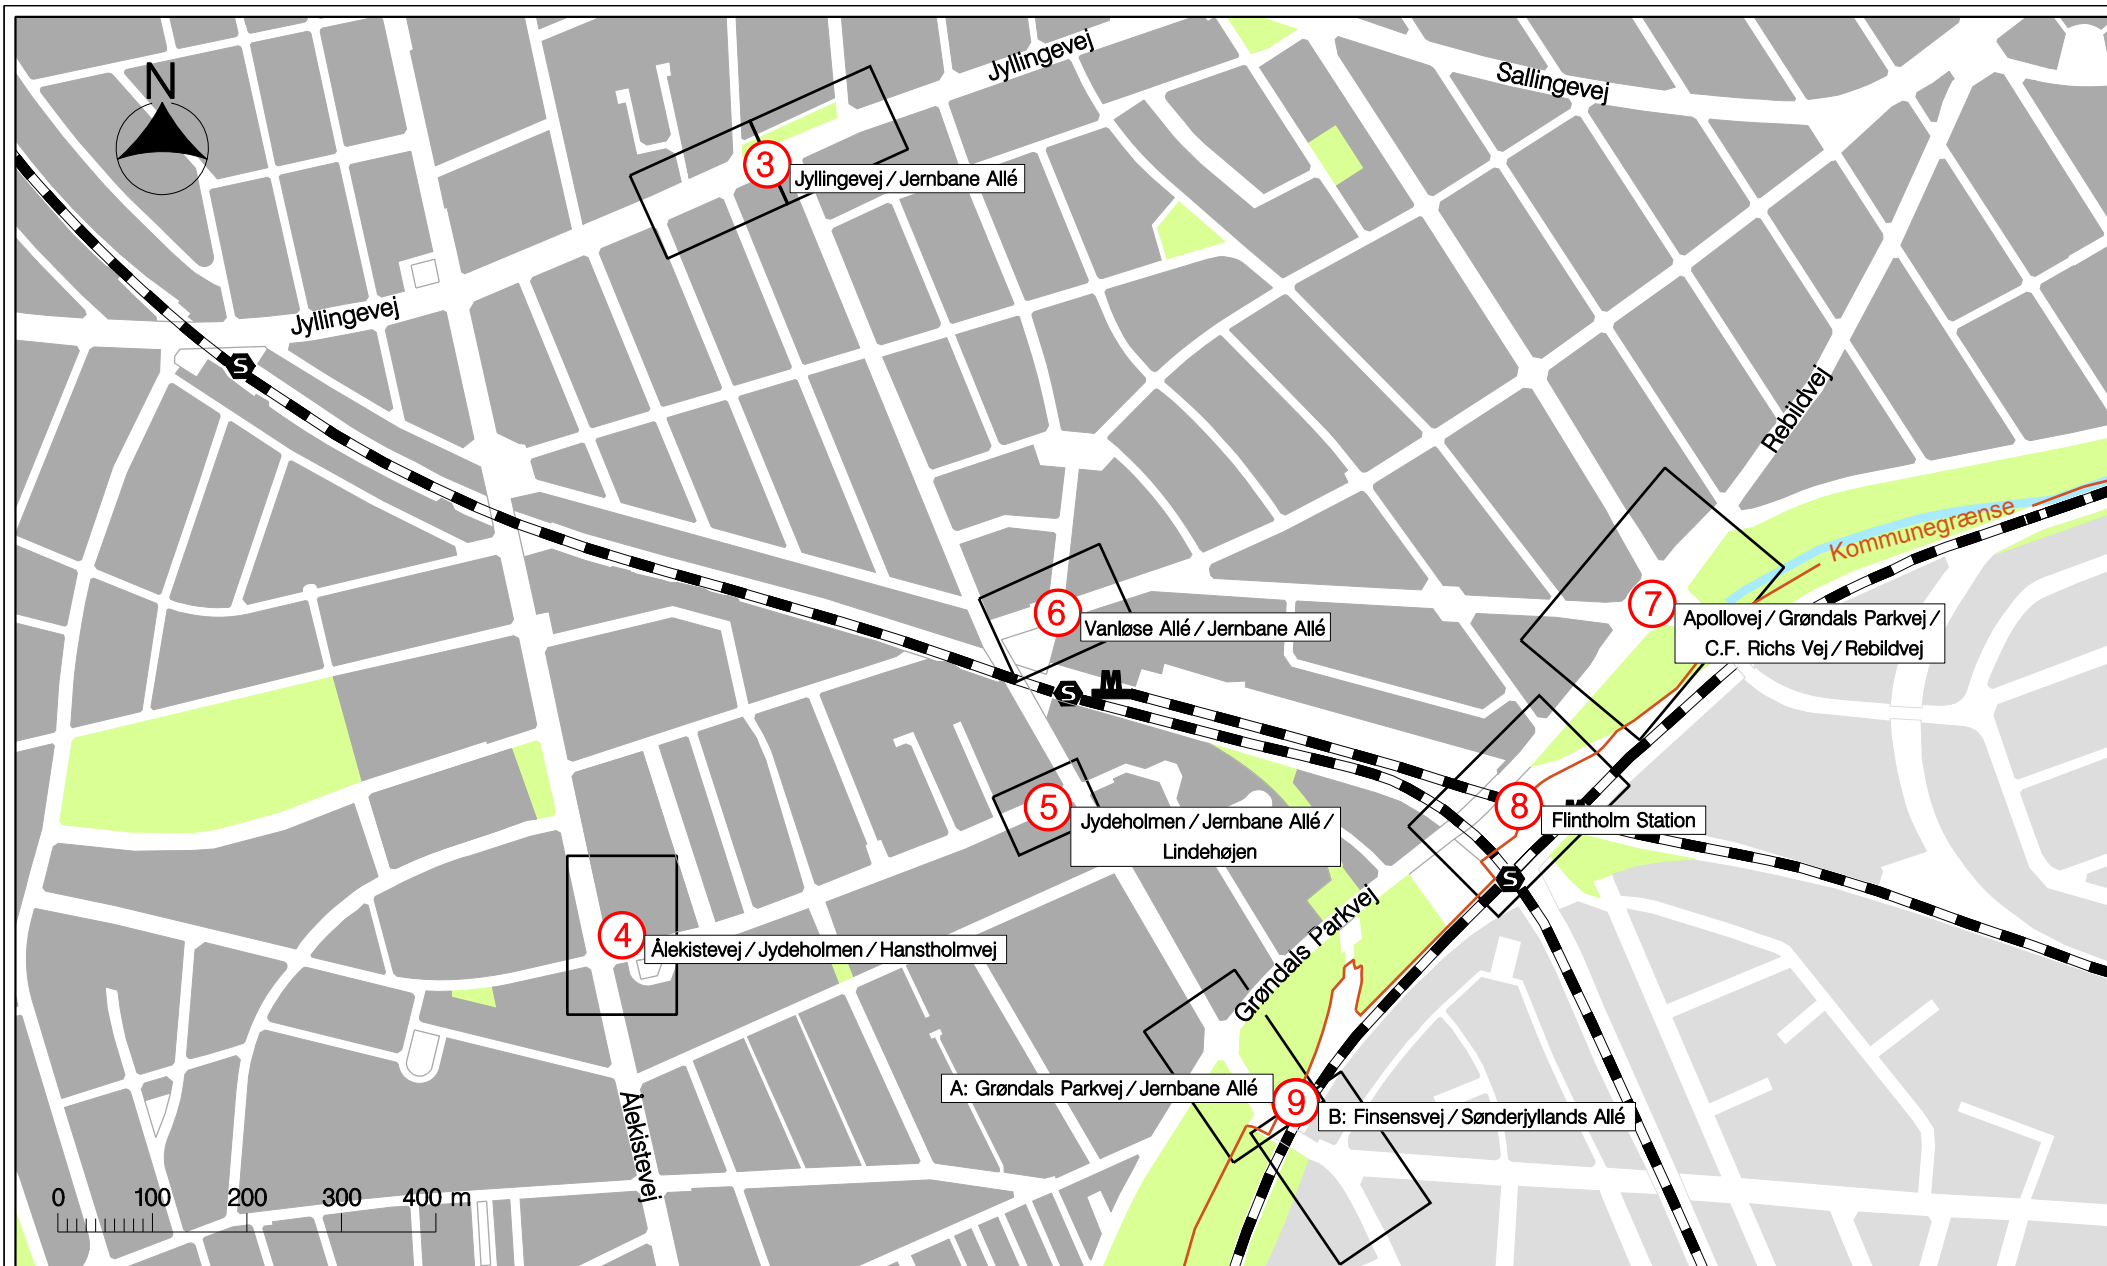 N
Jyllingevej
Sallingevej
3
Jyllingevej / Jernbane Allé
Jyllingevej
S
Rebildvej
Kommunegrænse
6
Vanløse Allé / Jernbane Allé
7
Apollovej / Grøndals Parkvej /
C.F. Richs Vej / Rebildvej
S
M
5
Jydeholmen / Jernbane Allé /
Lindehøjen
8
Flintholm Station
S
4
Ålekistevej / Jydeholmen / Hanstholmvej
Grøndals Parkvej
A: Grøndals Parkvej / Jernbane Allé
9
B: Finsensvej / Sønderjyllands Allé
Ålekistevej
0 100 200 300 400 m